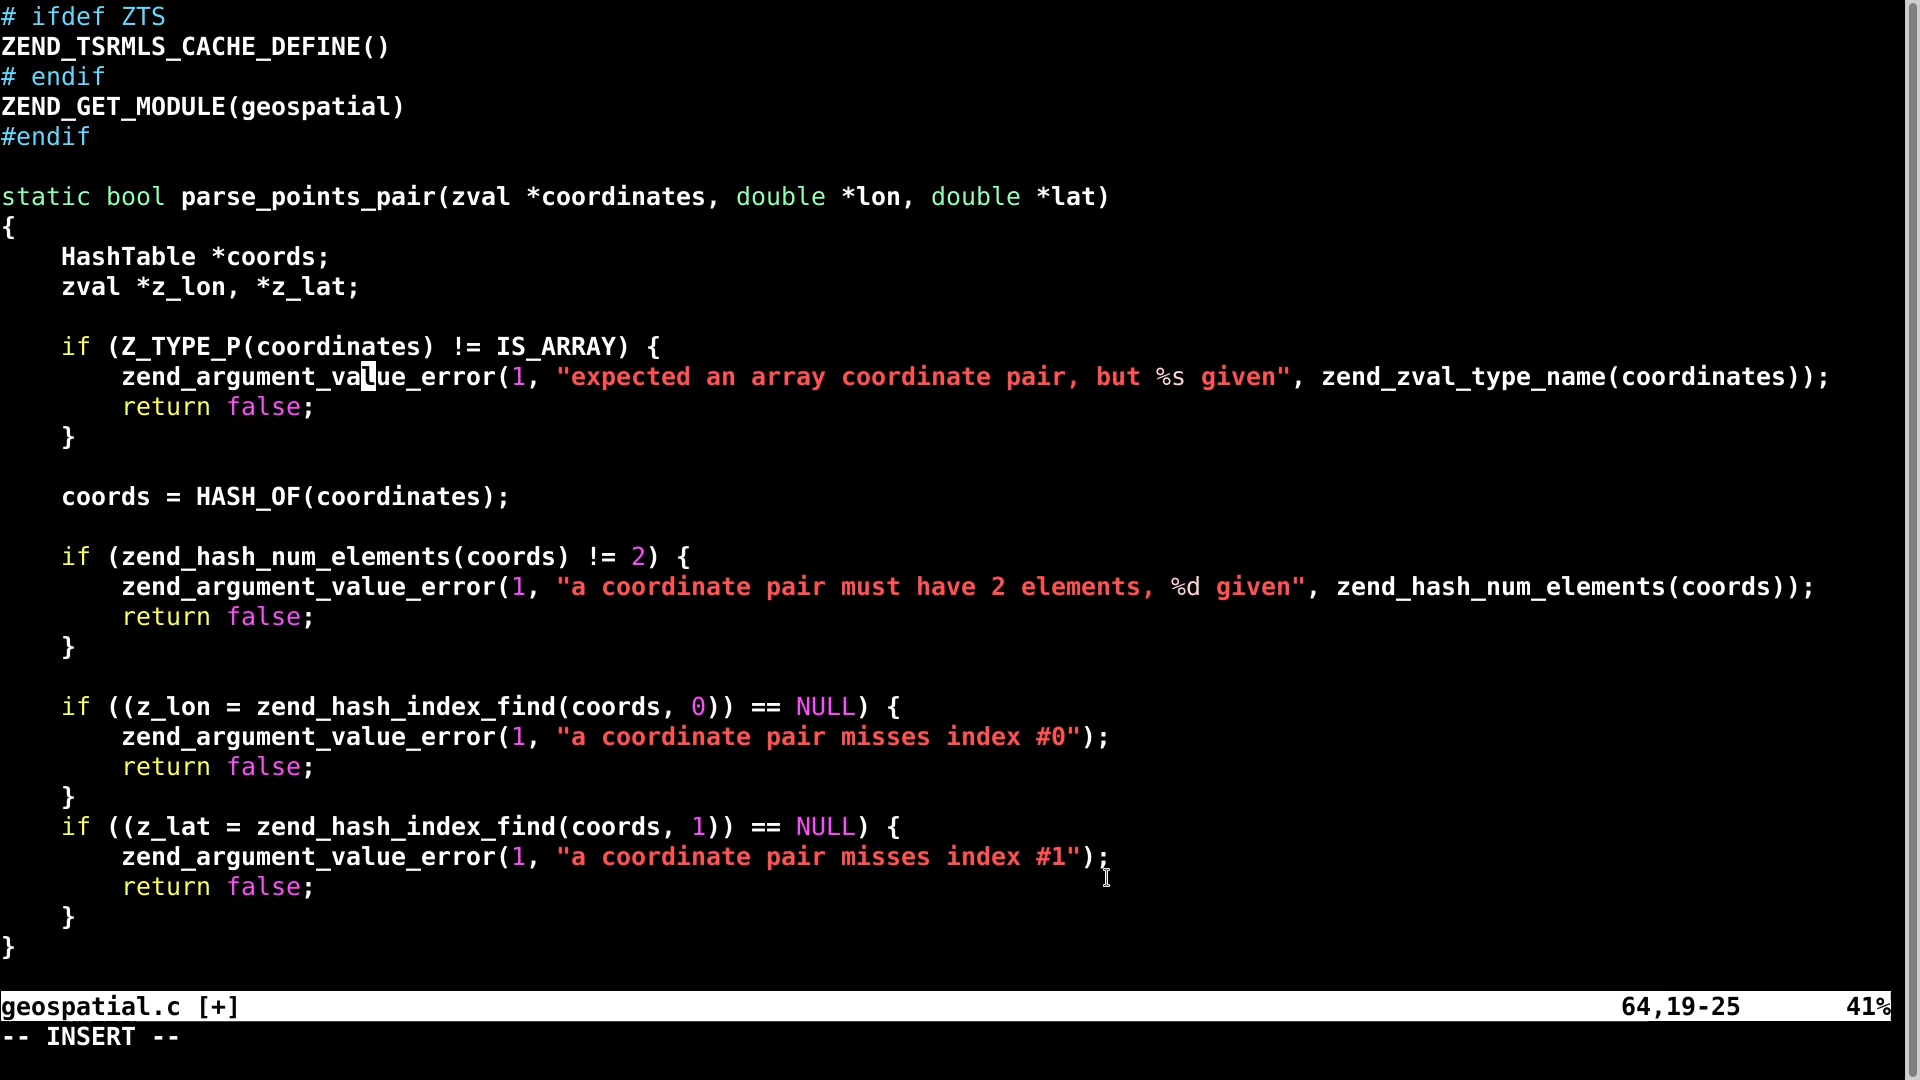 # ifdef ZTS
ZEND_TSRMLS_CACHE_DEFINE()
# endif
ZEND_GET_MODULE(geospatial)
#endif

static bool parse_points_pair(zval *coordinates, double *lon, double *lat)
{
    HashTable *coords;
    zval *z_lon, *z_lat;

    if (Z_TYPE_P(coordinates) != IS_ARRAY) {
        zend_argument_value_error(1, "expected an array coordinate pair, but %s given", zend_zval_type_name(coordinates));
        return false;
    }

    coords = HASH_OF(coordinates);

    if (zend_hash_num_elements(coords) != 2) {
        zend_argument_value_error(1, "a coordinate pair must have 2 elements, %d given", zend_hash_num_elements(coords));
        return false;
    }

    if ((z_lon = zend_hash_index_find(coords, 0)) == NULL) {
        zend_argument_value_error(1, "a coordinate pair misses index #0");
        return false;
    }
    if ((z_lat = zend_hash_index_find(coords, 1)) == NULL) {
        zend_argument_value_error(1, "a coordinate pair misses index #1");
        return false;
    }
}

geospatial.c [+] 64,19-25 41%
-- INSERT --